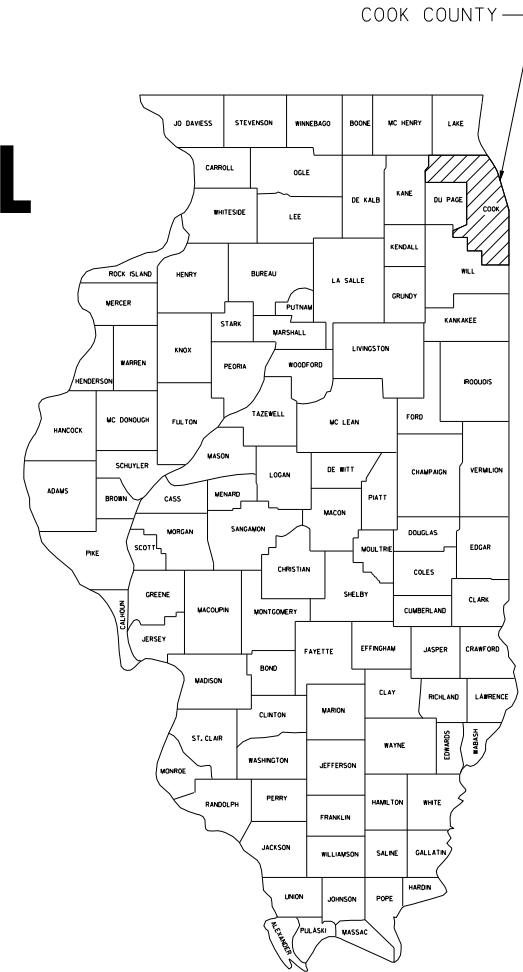 COOK COUNTY
L
JO DAVIESS
STEVENSON
WINNEBAGO
BOONE
MC HENRY
LAKE
CARROLL
OGLE
DE KALB
KANE
DU PAGE
COOK
WHITESIDE
LEE
KENDALL
WILL
ROCK ISLAND
HENRY
BUREAU
LA SALLE
GRUNDY
MERCER
PUTNAM
KANKAKEE
STARK
MARSHALL
KNOX
LIVINGSTON
WARREN
PEORIA
WOODFORD
HENDERSON
IROQUOIS
TAZEWELL
FORD
HANCOCK
MC DONOUGH
FULTON
MC LEAN
MASON
SCHUYLER
LOGAN
DE WITT
CHAMPAIGN
VERMILION
ADAMS
BROWN
CASS
MENARD
PIATT
MACON
MORGAN
SANGAMON
DOUGLAS
PIKE
SCOTT
MOULTRIE
EDGAR
CHRISTIAN
COLES
GREENE
SHELBY
CALHOUN
MACOUPIN
MONTGOMERY
CUMBERLAND
CLARK
JERSEY
FAYETTE
EFFINGHAM
JASPER
CRAWFORD
BOND
MADISON
CLAY
RICHLAND
LAWRENCE
CLINTON
MARION
ST. CLAIR
WAYNE
EDWARDS
WABASH
WASHINGTON
JEFFERSON
MONROE
RANDOLPH
PERRY
HAMILTON
WHITE
FRANKLIN
JACKSON
WILLIAMSON
SALINE
GALLATIN
HARDIN
UNION
JOHNSON
POPE
ALEXANDER
PULASKI
MASSAC